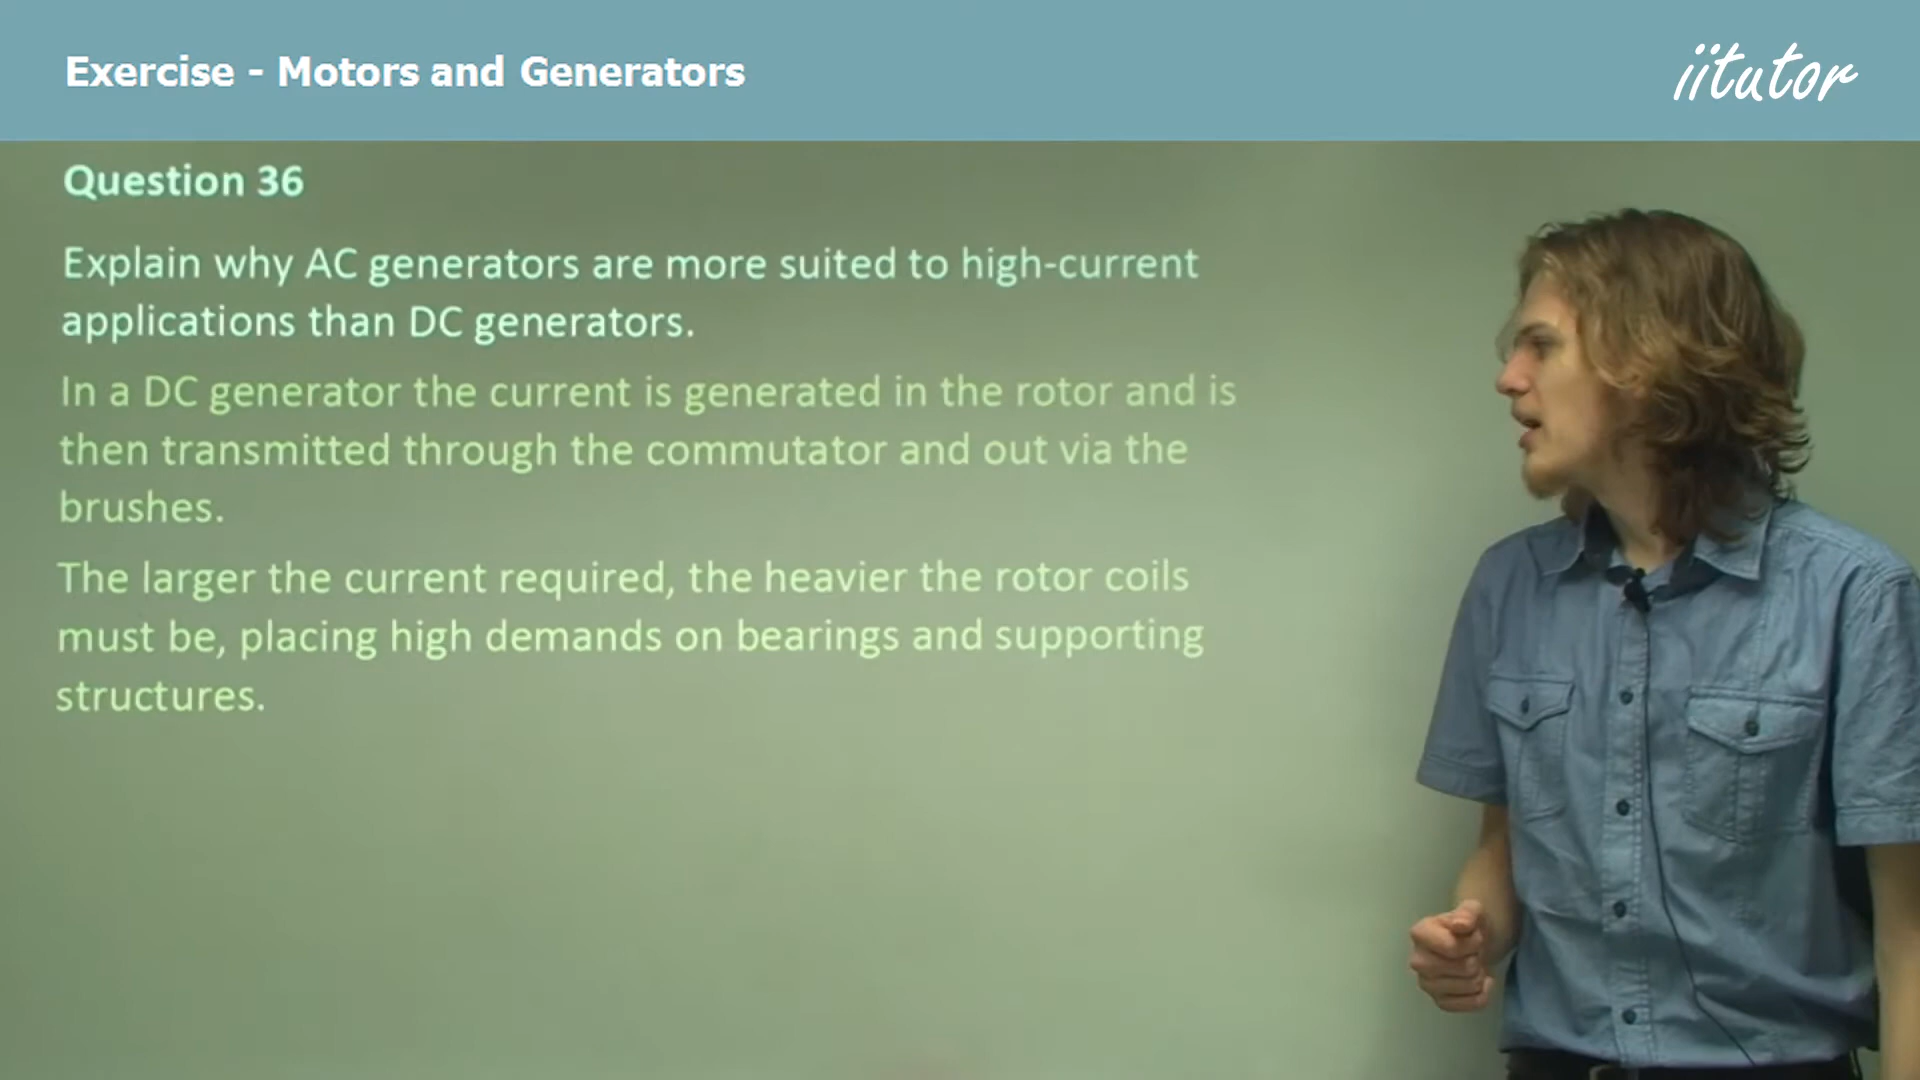 Exercise - Motors and Generators
iitutor
Question 36
Explain why AC generators are more suited to high-current
applications than DC generators.
In a DC generator the current is generated in the rotor and is
then transmitted through the commutator and out via the
brushes.
The larger the current required, the heavier the rotor coils
must be, placing high demands on bearings and supporting
structures.